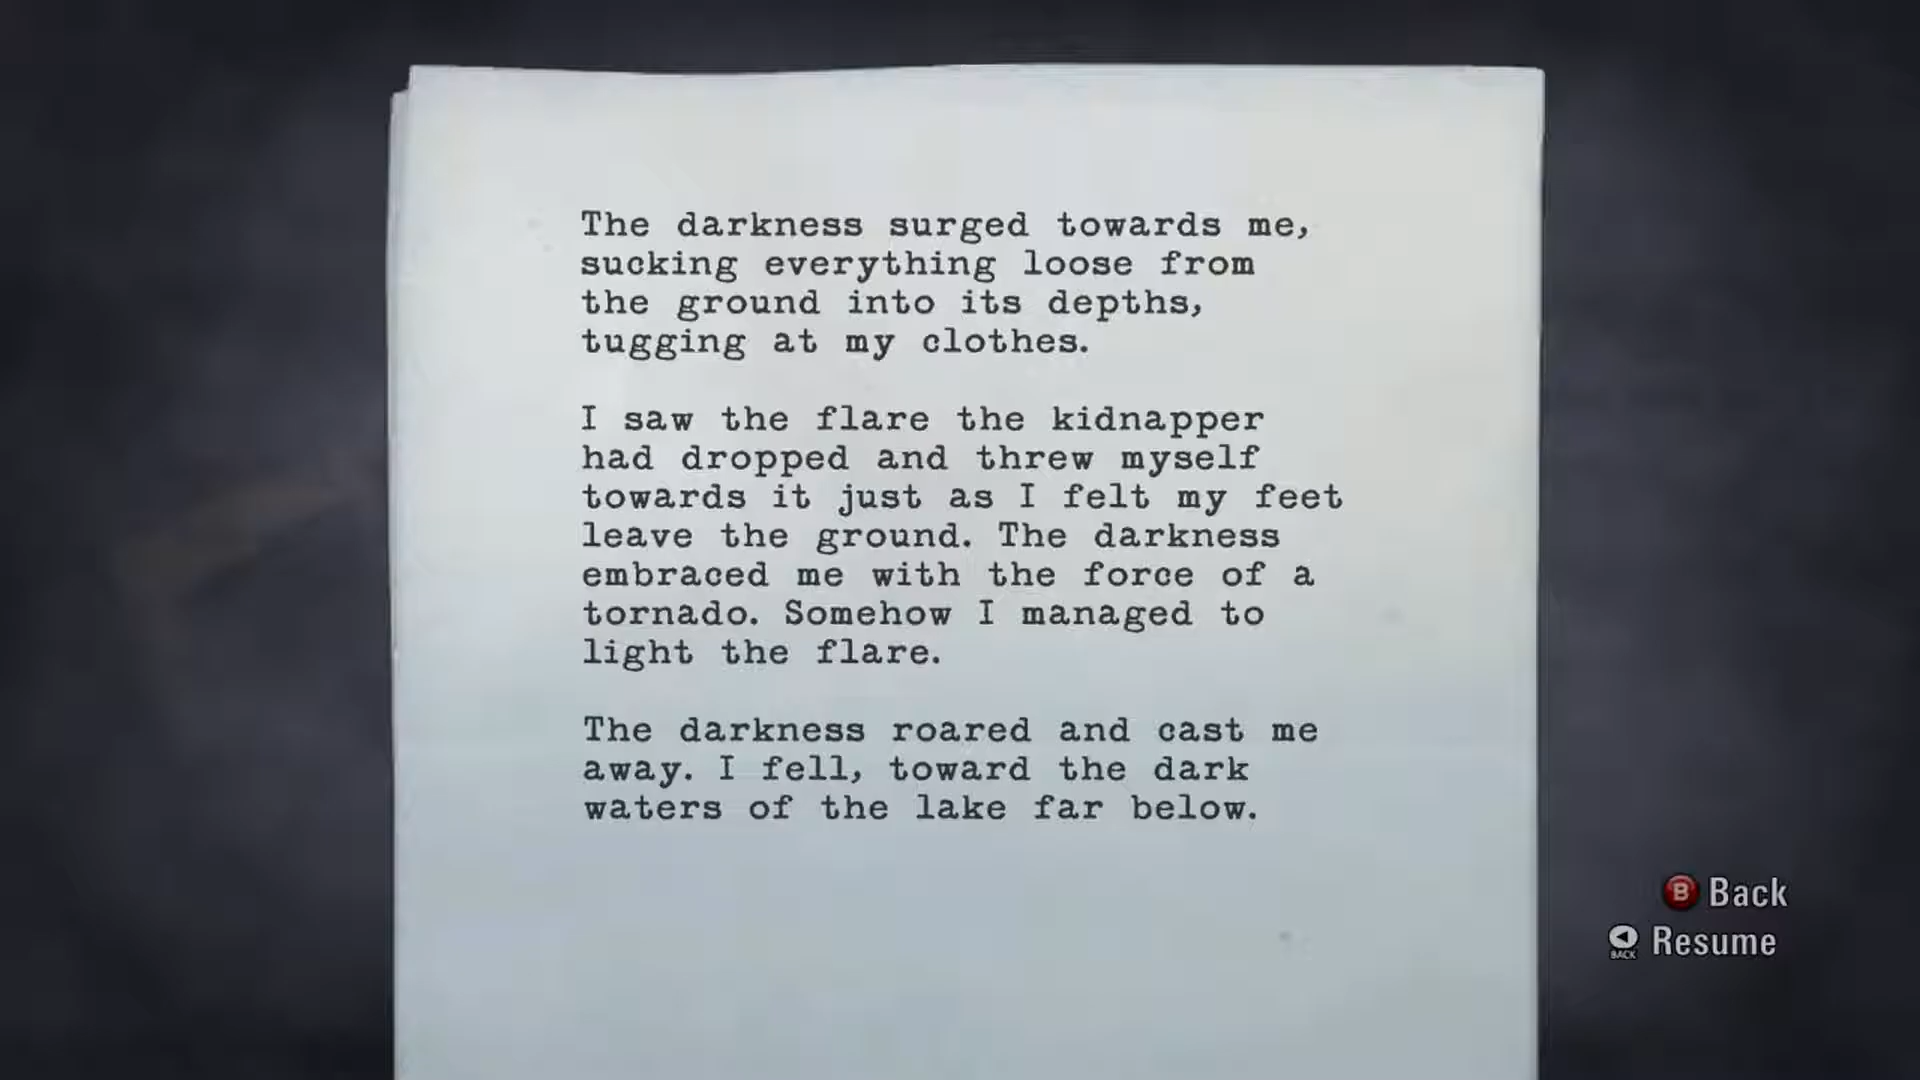 The darkness surged towards me,
sucking everything loose from
the ground into its depths,
tugging at my clothes.
I saw the flare the kidnapper
had dropped and threw myself
towards it just as I felt my feet
leave the ground. The darkness
embraced me with the force of a
tornado. Somehow I managed to
light the flare.
The darkness roared and cast me
away. I fell, toward the dark
waters of the lake far below.
B Back
BACK Resume